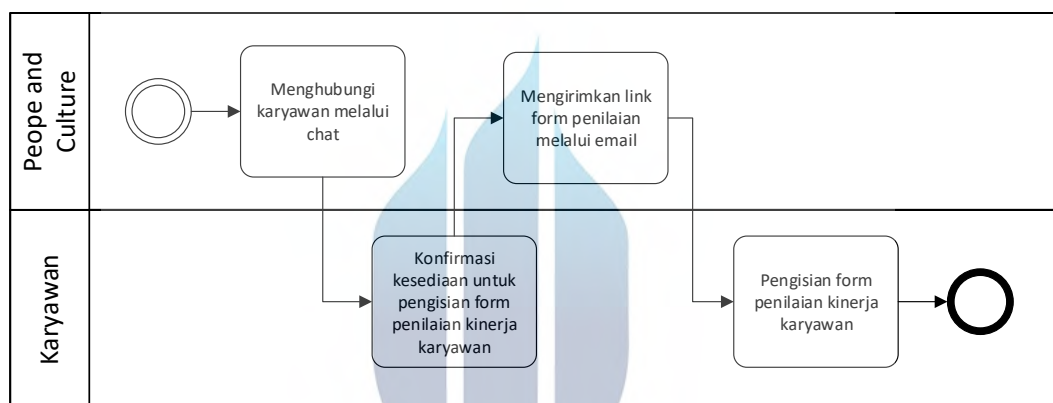 Peope and
Culture
Menghubungi
karyawan melalui
chat
Mengirimkan link
form penilaian
melalui email
Karyawan
Konfirmasi
kesediaan untuk
pengisian form
penilaian kinerja
karyawan
Pengisian form
penilaian kinerja
karyawan